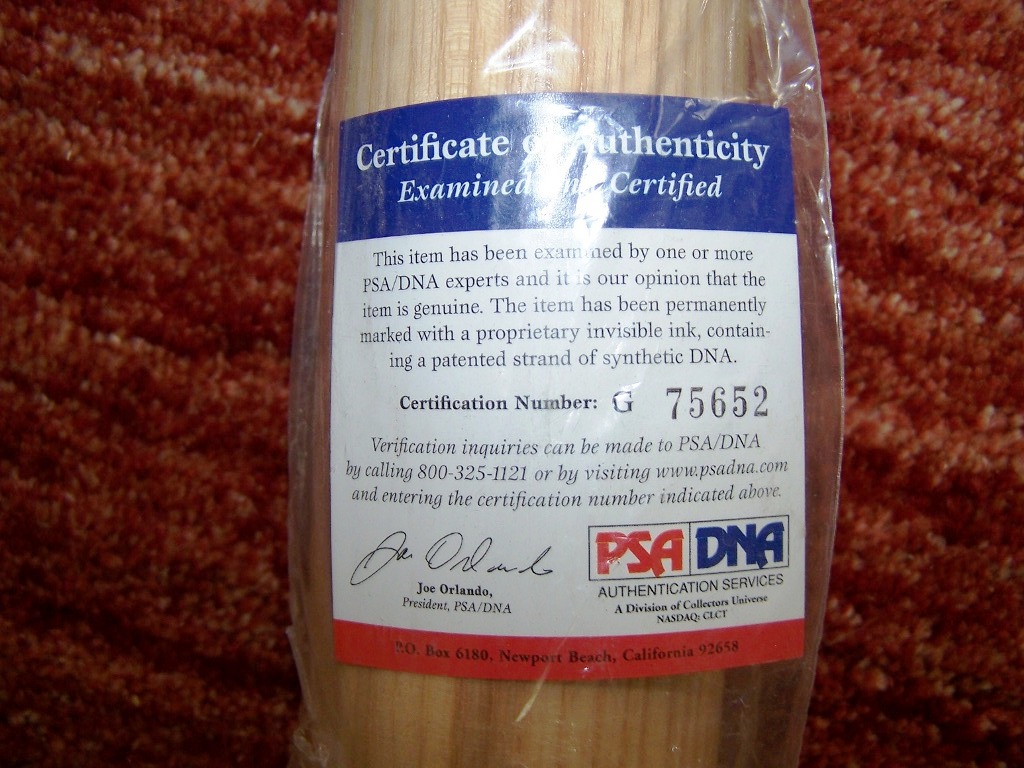 Certificate of Authenticity
Examined and Certified
This item has been examined by one or more
PSA/DNA experts and it is our opinion that the
item is genuine. The item has been permanently
marked with a proprietary invisible ink, contain-
ing a patented strand of synthetic DNA.
Certification Number: G 75652
Verification inquiries can be made to PSA/DNA
by calling 800-325-1121 or by visiting www.psadna.com
and entering the certification number indicated above.
Joe Orlando
Joe Orlando,
President, PSA/DNA
PSA DNA
AUTHENTICATION SERVICES
A Division of Collectors Universe
NASDAQ: CLCT
P.O. Box 6180, Newport Beach, California 92658